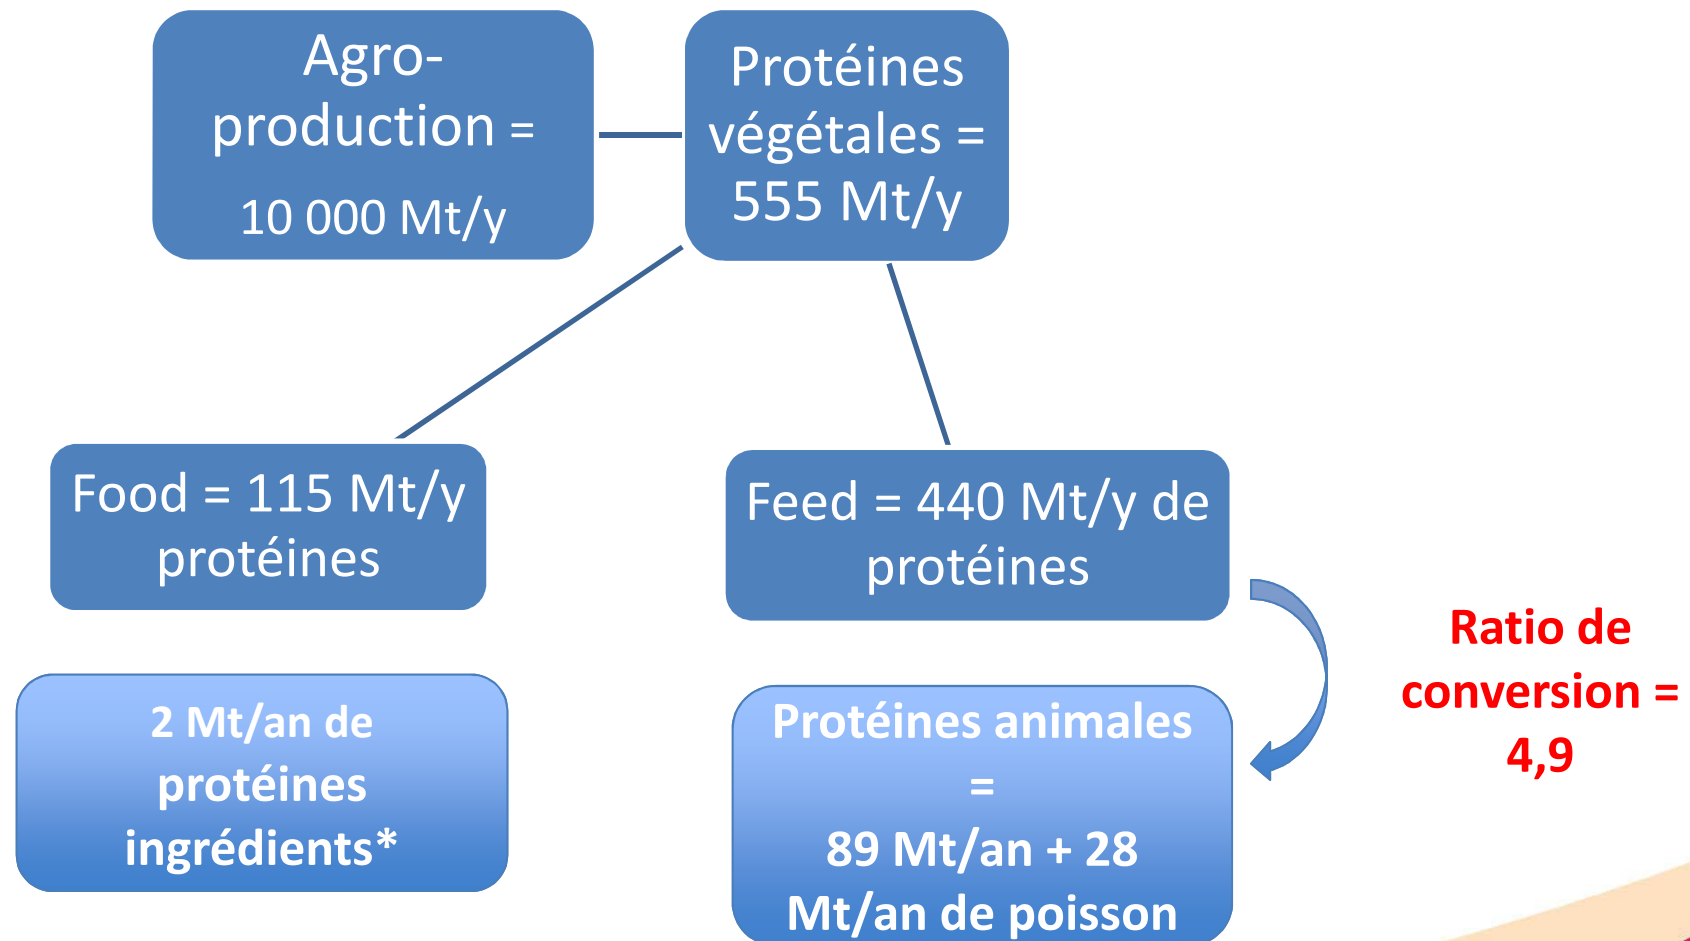 Agro-
production =
10 000 Mt/y
Protéines
végétales =
555 Mt/y
Food = 115 Mt/y
protéines
Feed = 440 Mt/y de
protéines
2 Mt/an de
protéines
ingrédients*
Protéines animales
=
89 Mt/an + 28
Mt/an de poisson
Ratio de
conversion =
4,9